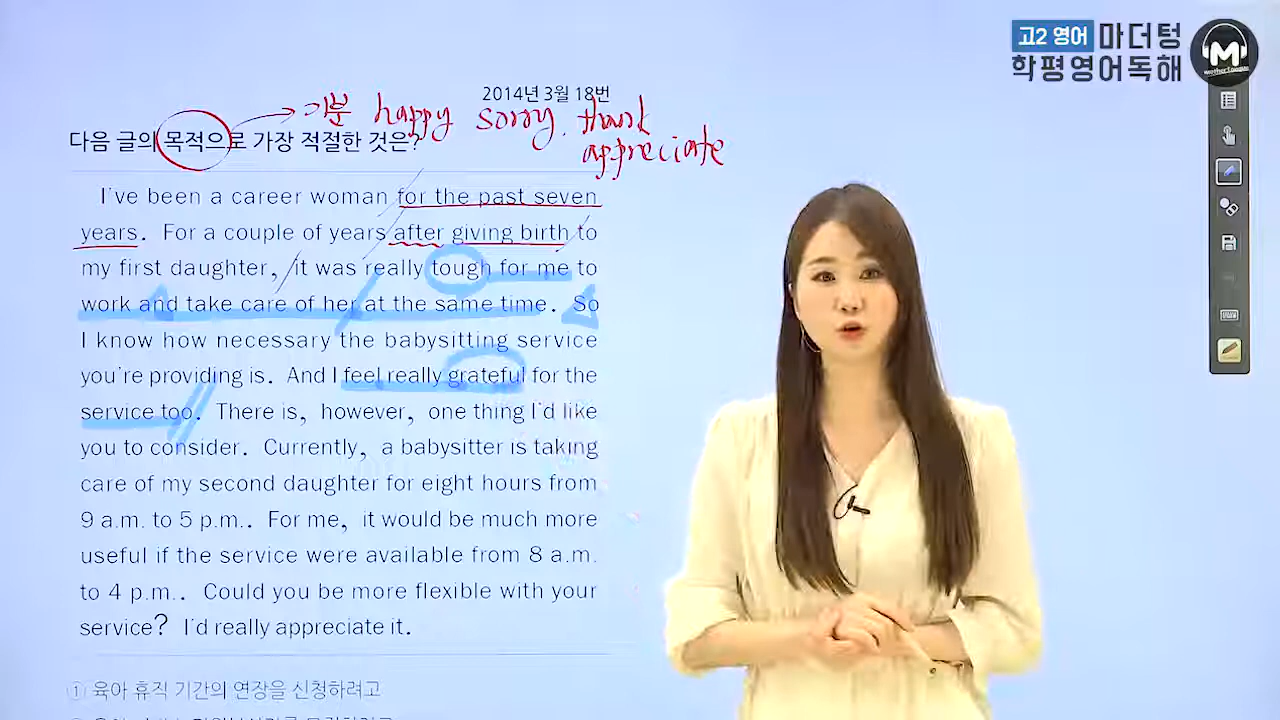 고2 영어 마더텅
학평영어독해
M
2014년 3월 18번
기분 happy sorry thank
appreciate
다음 글의 목적으로 가장 적절한 것은?
I've been a career woman for the past seven
years. For a couple of years after giving birth to
my first daughter, it was really tough for me to
work and take care of her at the same time. So
I know how necessary the babysitting service
you're providing is. And I feel really grateful for the
service too. There is, however, one thing I'd like
you to consider. Currently, a babysitter is taking
care of my second daughter for eight hours from
9 a.m. to 5 p.m.. For me, it would be much more
useful if the service were available from 8 a.m.
to 4 p.m.. Could you be more flexible with your
service? I'd really appreciate it.
① 육아 휴직 기간의 연장을 신청하려고